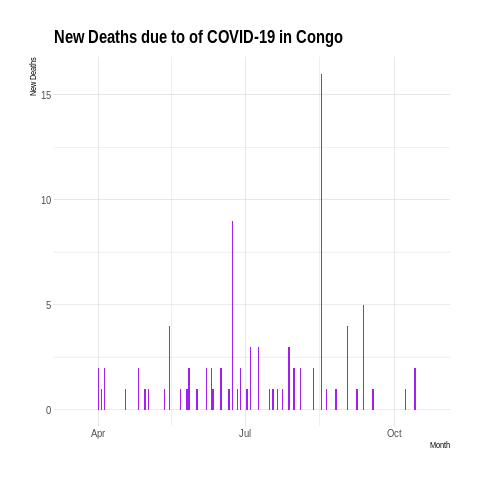 New Deaths due to of COVID-19 in Congo
New Deaths
15
10
5
0
Apr Jul Oct
Month